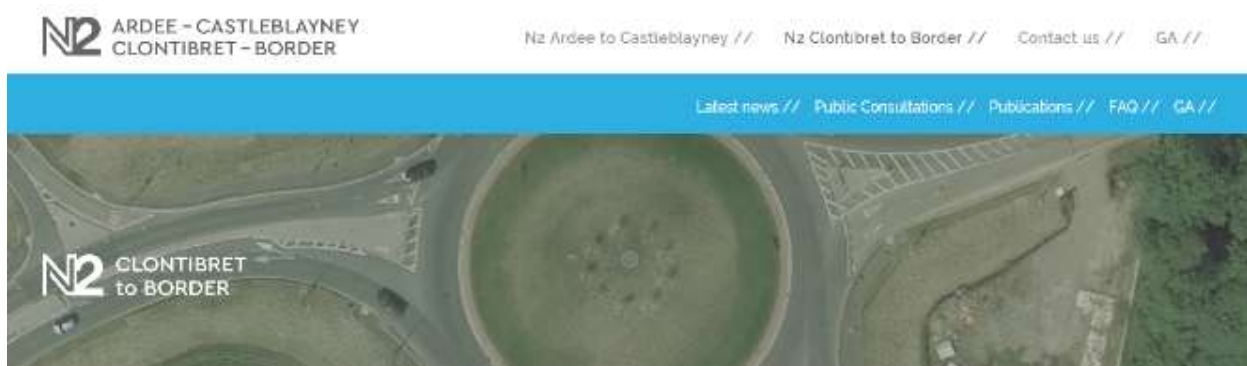 N2 ARDEE – CASTLEBLAYNEY
CLONTIBRET – BORDER
N2 Ardee to Castleblayney // N2 Clontibret to Border // Contact us // GA //
Latest news // Public Consultations // Publications // FAQ // GA //
N2 CLONTIBRET
to BORDER